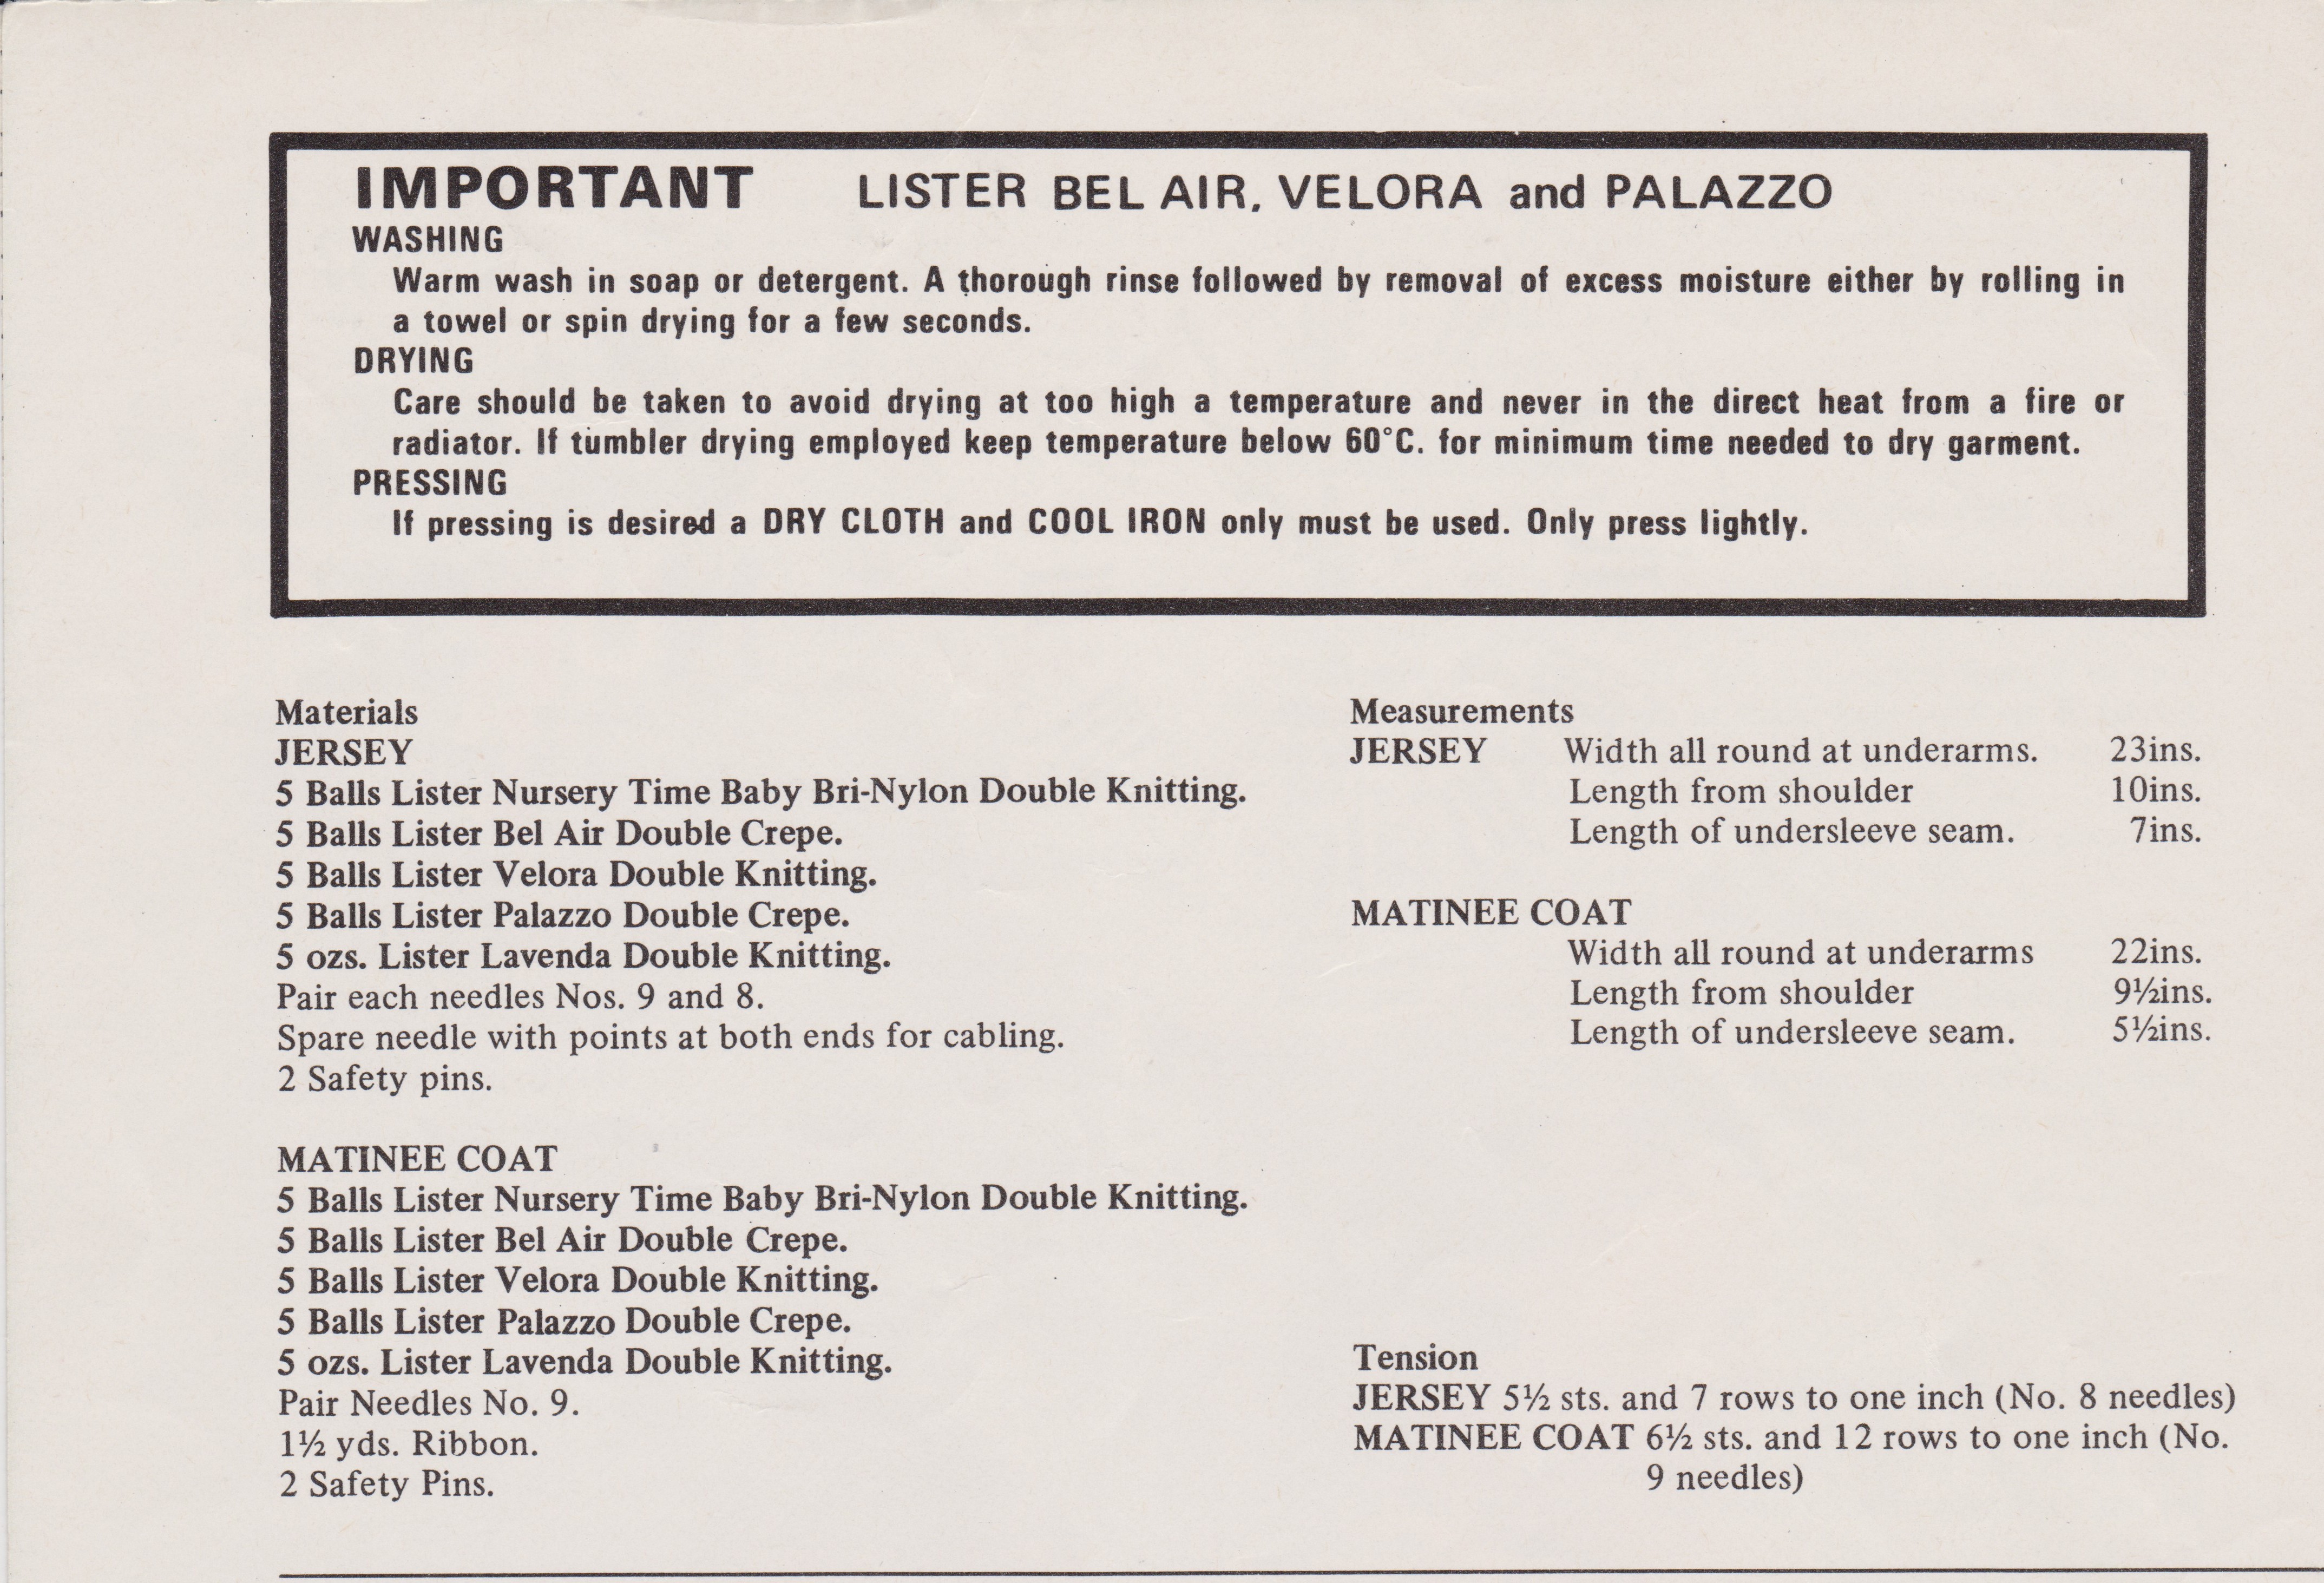 IMPORTANT LISTER BEL AIR, VELORA and PALAZZO
WASHING
Warm wash in soap or detergent. A thorough rinse followed by removal of excess moisture either by rolling in
a towel or spin drying for a few seconds.
DRYING
Care should be taken to avoid drying at too high a temperature and never in the direct heat from a fire or
radiator. If tumbler drying employed keep temperature below 60°C. for minimum time needed to dry garment.
PRESSING
If pressing is desired a DRY CLOTH and COOL IRON only must be used. Only press lightly.
Materials
JERSEY
5 Balls Lister Nursery Time Baby Bri-Nylon Double Knitting.
5 Balls Lister Bel Air Double Crepe.
5 Balls Lister Velora Double Knitting.
5 Balls Lister Palazzo Double Crepe.
5 ozs. Lister Lavenda Double Knitting.
Pair each needles Nos. 9 and 8.
Spare needle with points at both ends for cabling.
2 Safety pins.
MATINEE COAT
5 Balls Lister Nursery Time Baby Bri-Nylon Double Knitting.
5 Balls Lister Bel Air Double Crepe.
5 Balls Lister Velora Double Knitting.
5 Balls Lister Palazzo Double Crepe.
5 ozs. Lister Lavenda Double Knitting.
Pair Needles No. 9.
1½ yds. Ribbon.
2 Safety Pins.
Measurements
JERSEY Width all round at underarms. 23ins.
Length from shoulder 10ins.
Length of undersleeve seam. 7ins.
MATINEE COAT
Width all round at underarms 22ins.
Length from shoulder 9½ins.
Length of undersleeve seam. 5½ins.
Tension
JERSEY 5½ sts. and 7 rows to one inch (No. 8 needles)
MATINEE COAT 6½ sts. and 12 rows to one inch (No.
9 needles)